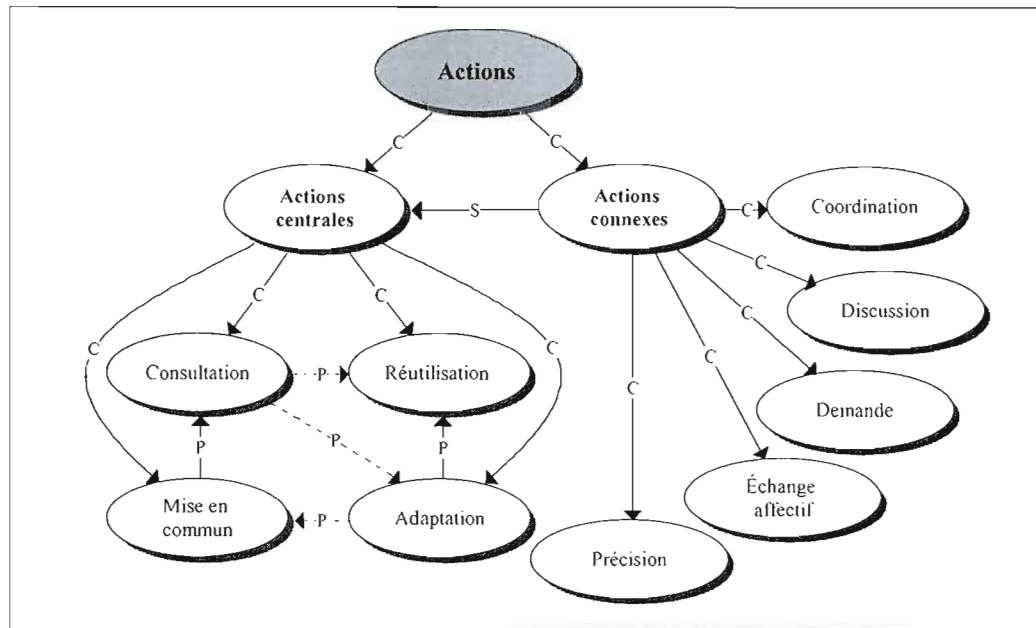 Actions
C
C
Actions
centrales
S
Actions
connexes
C
Coordination
C
Discussion
C
C
C
C
C
C
C
Demande
Consultation
P
Réutilisation
P
P
P
Échange
affectif
Mise en
commun
P
Adaptation
Précision